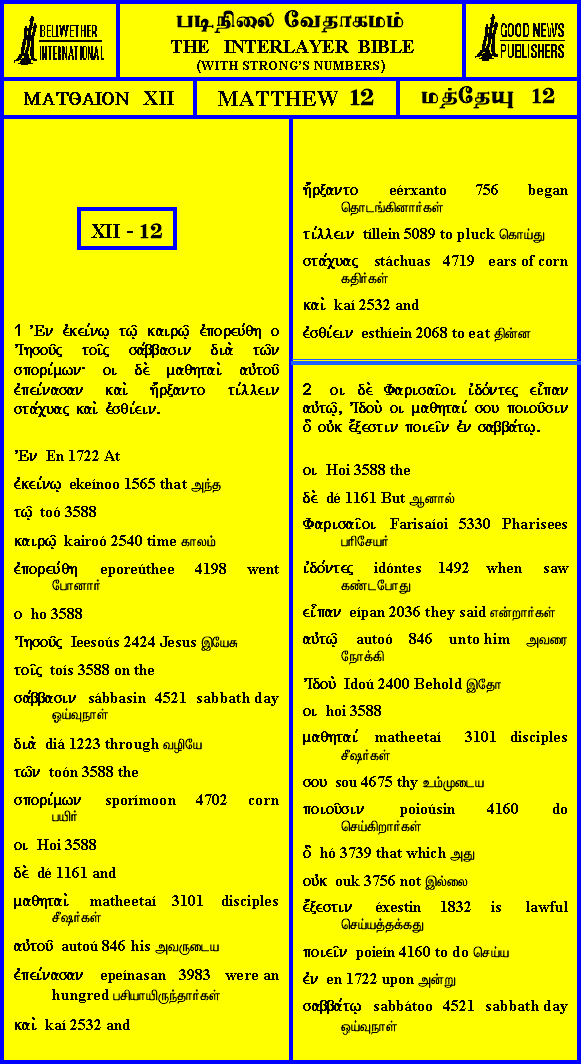 BELLWETHER
INTERNATIONAL
படிநிலை வேதாகமம்
THE INTERLAYER BIBLE
(WITH STRONG'S NUMBERS)
GOOD NEWS
PUBLISHERS
ΜΑΤΘΑΙΟΝ XII
MATTHEW 12
மத்தேயு 12
XII - 12
1 Ἐν ἐκείνῳ τῷ καιρῷ ἐπορεύθη ο
Ἰησοῦς τοῖς σάββασιν διὰ τῶν
σπορίμων· οι δὲ μαθηταὶ αὐτοῦ
ἐπείνασαν καὶ ἤρξαντο τίλλειν
στάχυας καὶ ἐσθίειν.
Ἐν En 1722 At
ἐκείνῳ ekeínoo 1565 that அந்த
τῷ toó 3588
καιρῷ kairoó 2540 time காலம்
ἐπορεύθη eporeúthee 4198 went
போனார்
ο ho 3588
Ἰησοῦς Ieesoús 2424 Jesus இயேசு
τοῖς toís 3588 on the
σάββασιν sábbasin 4521 sabbath day
ஒய்வுநாள்
διὰ diá 1223 through வழியே
τῶν toón 3588 the
σπορίμων sporímoon 4702 corn
பயிர்
οι Hoi 3588
δὲ dé 1161 and
μαθηταὶ matheetaí 3101 disciples
சீஷர்கள்
αὐτοῦ autoú 846 his அவருடைய
ἐπείνασαν epeínasan 3983 were an
hungred பசியாயிருந்தார்கள்
καὶ kaí 2532 and
ἤρξαντο eérxanto 756 began
தொடங்கினார்கள்
τίλλειν tíllein 5089 to pluck கொய்து
στάχυας stáchuas 4719 ears of corn
கதிர்கள்
καὶ kaí 2532 and
ἐσθίειν esthíein 2068 to eat தின்ன
2 οι δὲ Φαρισαῖοι ἰδόντες εἶπαν
αὐτῷ, Ἰδοὺ οι μαθηταί σου ποιοῦσιν
ὃ οὐκ ἔξεστιν ποιεῖν ἐν σαββάτῳ.
οι Hoi 3588 the
δὲ dé 1161 But ஆனால்
Φαρισαῖοι Farisaíoi 5330 Pharisees
பரிசேயர்
ἰδόντες idóntes 1492 when saw
கண்டபோது
εἶπαν eípan 2036 they said என்றார்கள்
αὐτῷ autoó 846 unto him அவரை
நோக்கி
Ἰδοὺ Idoú 2400 Behold இதோ
οι hoi 3588
μαθηταί matheetaí 3101 disciples
சீஷர்கள்
σου sou 4675 thy உம்முடைய
ποιοῦσιν poioúsin 4160 do
செய்கிறார்கள்
ὃ hó 3739 that which அது
οὐκ ouk 3756 not இல்லை
ἔξεστιν éxestin 1832 is lawful
செய்யத்தக்கது
ποιεῖν poieín 4160 to do செய்ய
ἐν en 1722 upon அன்று
σαββάτῳ sabbátoo 4521 sabbath day
ஒய்வுநாள்